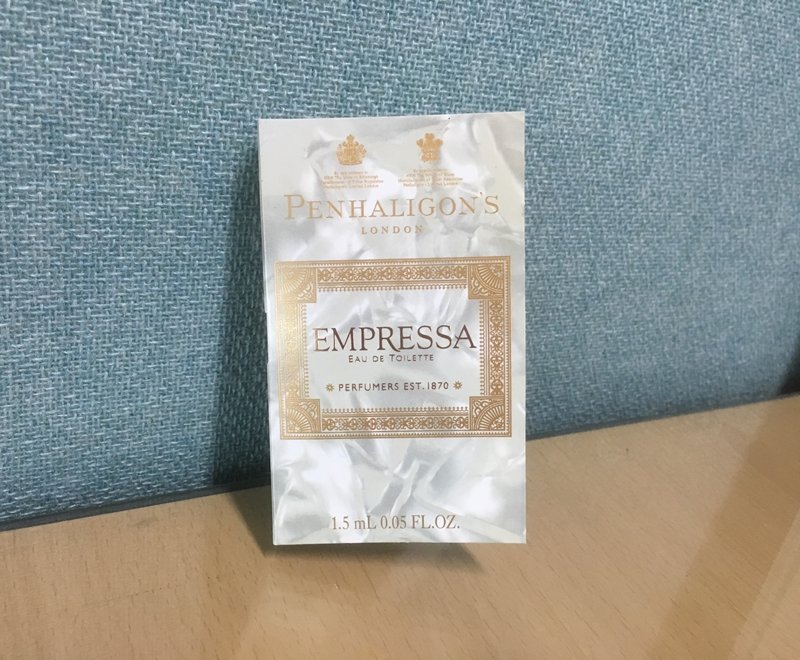 PENHALIGON'S
LONDON
EMPRESSA
EAU DE TOILETTE
PERFUMERS EST. 1870
1.5 mL 0.05 FL.OZ.